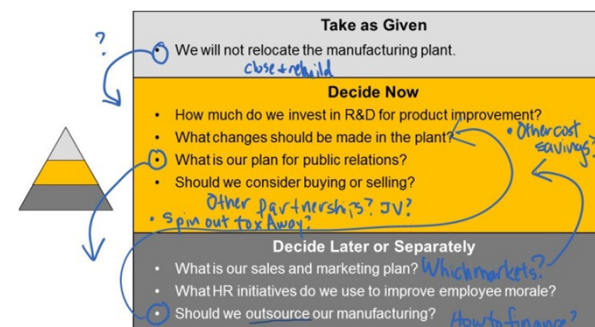 Take as Given
?
• We will not relocate the manufacturing plant.
close + rebuild
Decide Now
• How much do we invest in R&D for product improvement?
• What changes should be made in the plant?
• Other cost
savings?
• What is our plan for public relations?
• Should we consider buying or selling?
Other partnerships? JV?
• Spin out toxAway?
Decide Later or Separately
• What is our sales and marketing plan? Which markets?
• What HR initiatives do we use to improve employee morale?
• Should we outsource our manufacturing?
How to finance?